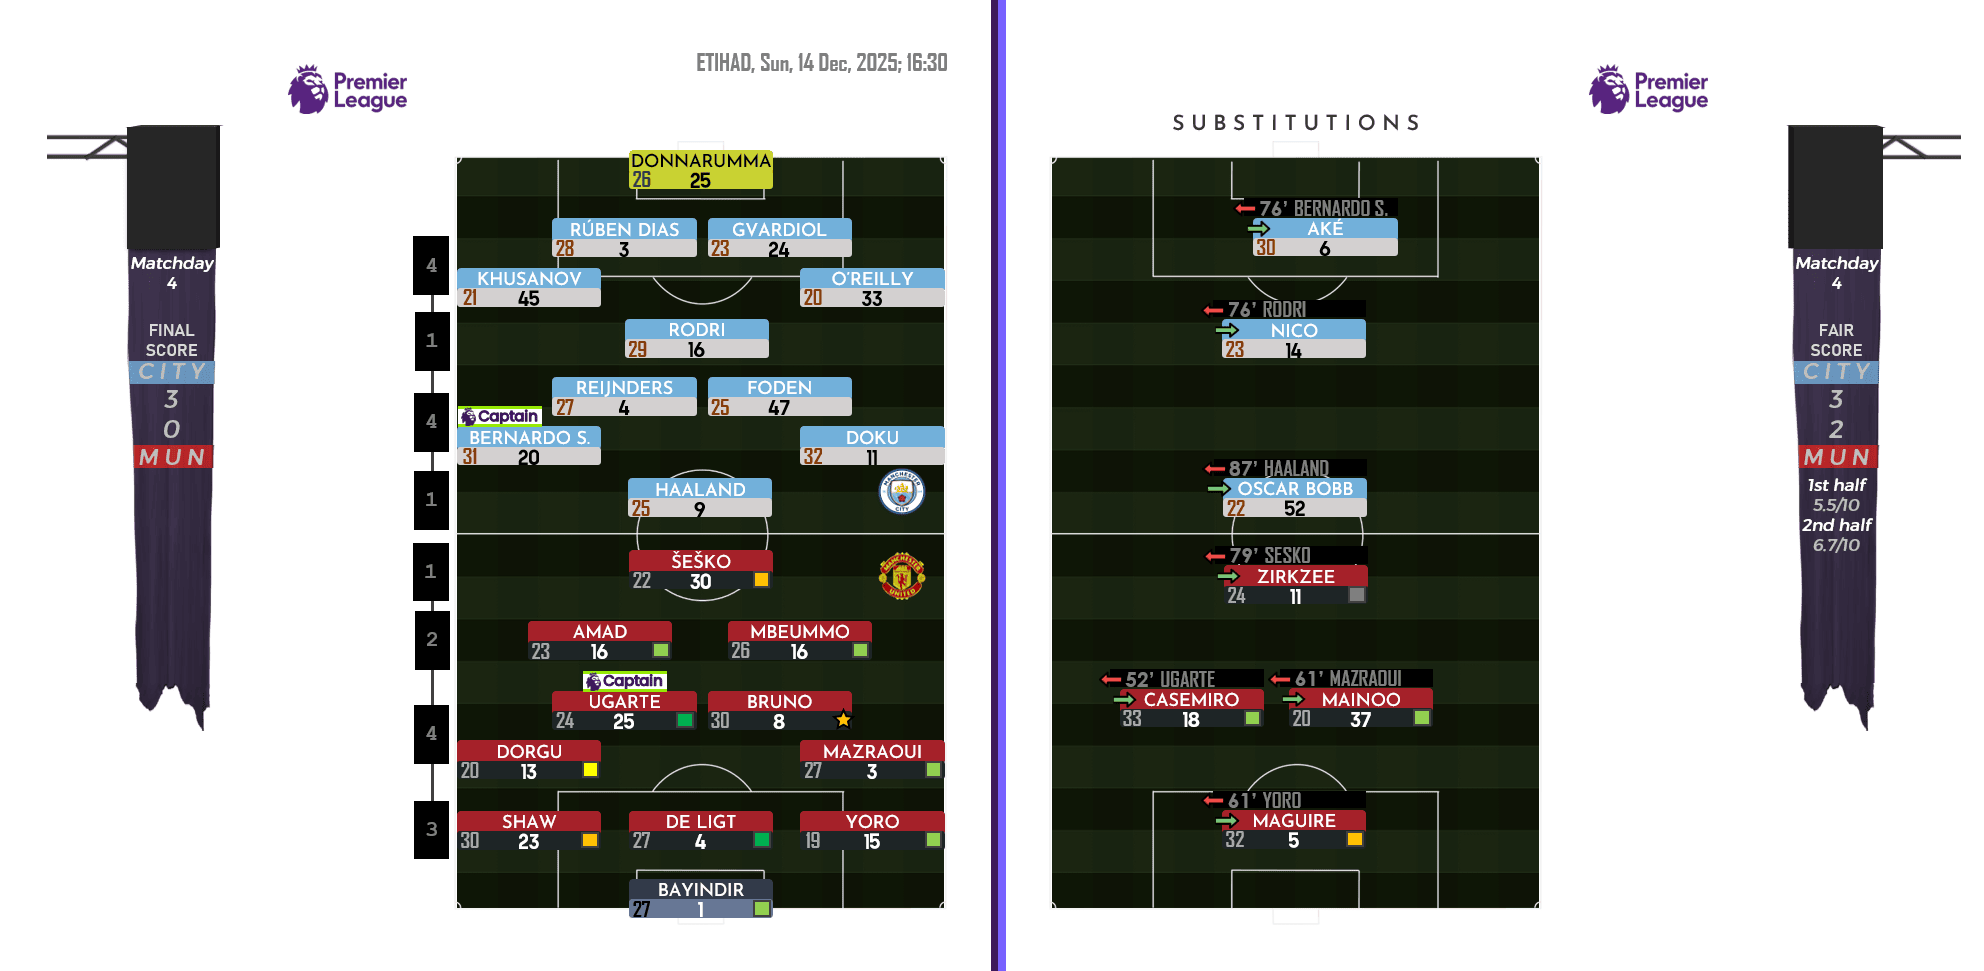 ETIHAD, Sun, 14 Dec, 2025; 16:30
Premier
League
Matchday
4
FINAL
SCORE
CITY
3
0
MUN
4
1
4
1
1
2
4
3
DONNARUMMA
26 25
RÚBEN DIAS
28 3
GVARDIOL
23 24
KHUSANOV
21 45
O'REILLY
20 33
RODRI
29 16
REIJNDERS
27 4
FODEN
25 47
Captain
BERNARDO S.
31 20
DOKU
32 11
MANCHESTER
CITY
HAALAND
25 9
ŠEŠKO
22 30
MANCHESTER
UNITED
AMAD
23 16
MBEUMMO
26 16
Captain
UGARTE
24 25
BRUNO
30 8
DORGU
20 13
MAZRAOUI
27 3
SHAW
30 23
DE LIGT
27 4
YORO
19 15
BAYINDIR
27 1
Premier
League
SUBSTITUTIONS
76' BERNARDO S.
AKÉ
30 6
76' RODRI
NICO
23 14
87' HAALAND
OSCAR BOBB
22 52
79' SESKO
ZIRKZEE
24 11
52' UGARTE
CASEMIRO
33 18
61' MAZRAOUI
MAINOO
20 37
61' YORO
MAGUIRE
32 5
Matchday
4
FAIR
SCORE
CITY
3
2
MUN
1st half
5.5/10
2nd half
6.7/10